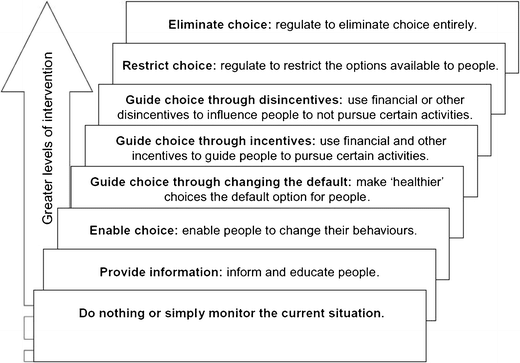 Eliminate choice: regulate to eliminate choice entirely.
Restrict choice: regulate to restrict the options available to people.
Guide choice through disincentives: use financial or other
disincentives to influence people to not pursue certain activities.
Guide choice through incentives: use financial and other
incentives to guide people to pursue certain activities.
Guide choice through changing the default: make ‘healthier’
choices the default option for people.
Enable choice: enable people to change their behaviours.
Provide information: inform and educate people.
Do nothing or simply monitor the current situation.
Greater levels of intervention